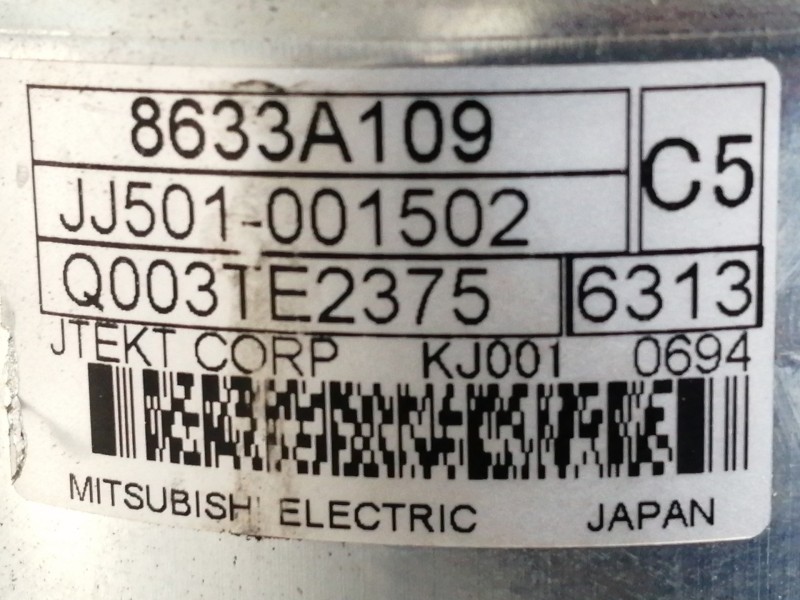 8633A109
C5
JJ501-001502
Q003TE2375 6313
JTEKT CORP KJ001 0694
MITSUBISHI ELECTRIC JAPAN